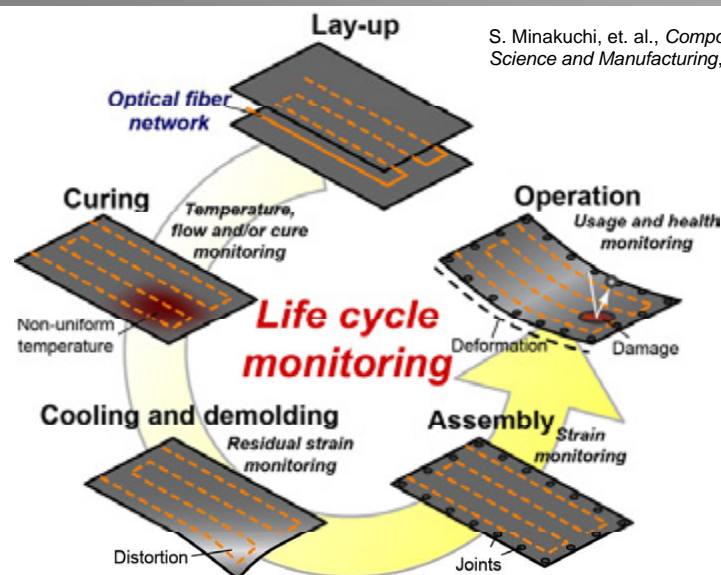 Lay-up
S. Minakuchi, et. al.,
Science and Manufacturing,
Optical fiber
network
Curing
Temperature,
flow and/or cure
monitoring
Operation
Usage and health
monitoring
Non-uniform
temperature
Life cycle
monitoring
Deformation
Damage
Cooling and demolding
Residual strain
monitoring
Assembly
Strain
monitoring
Distortion
Joints